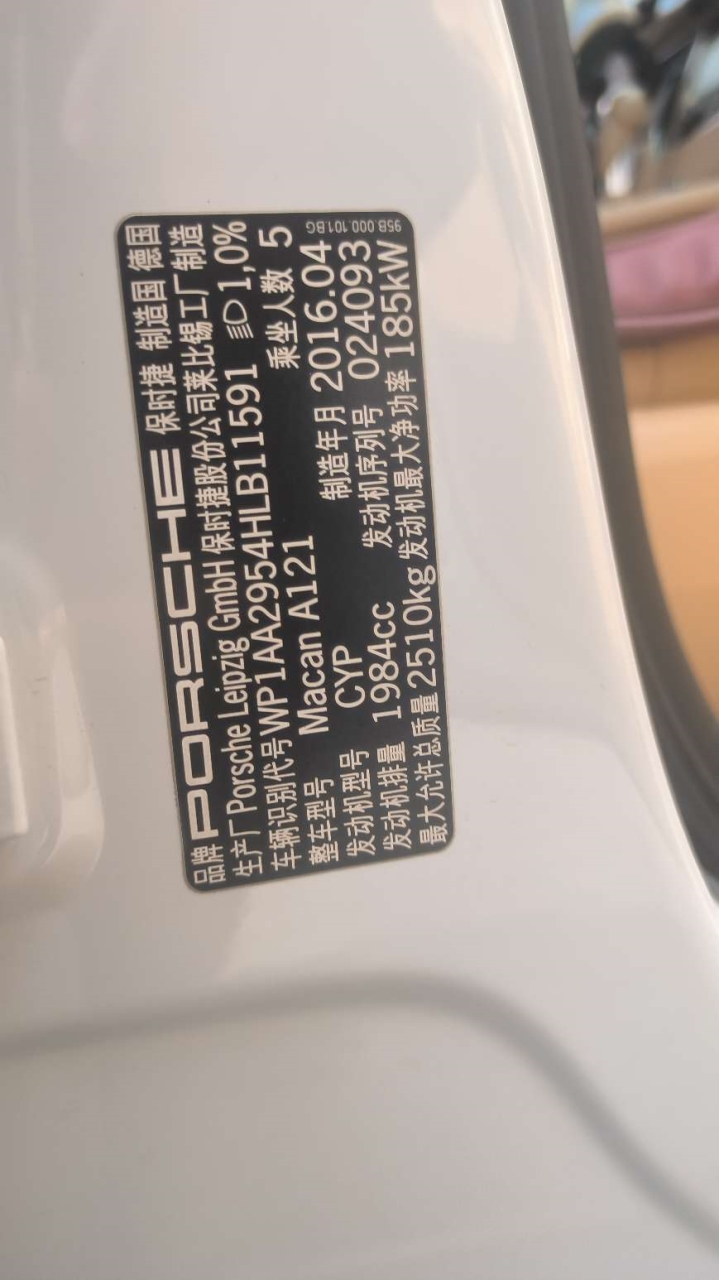 品牌 PORSCHE 保时捷 制造国 德国
生产厂 Porsche Leipzig GmbH 保时捷股份公司莱比锡工厂制造
车辆识别代号 WP1AA2954HLB11591 1,0%
整车型号 Macan A121 乘坐人数 5
发动机型号 CYP 制造年月 2016.04
发动机排量 1984cc 发动机序列号 024093
最大允许总质量 2510kg 发动机最大净功率 185kW
95B.000.101.BG